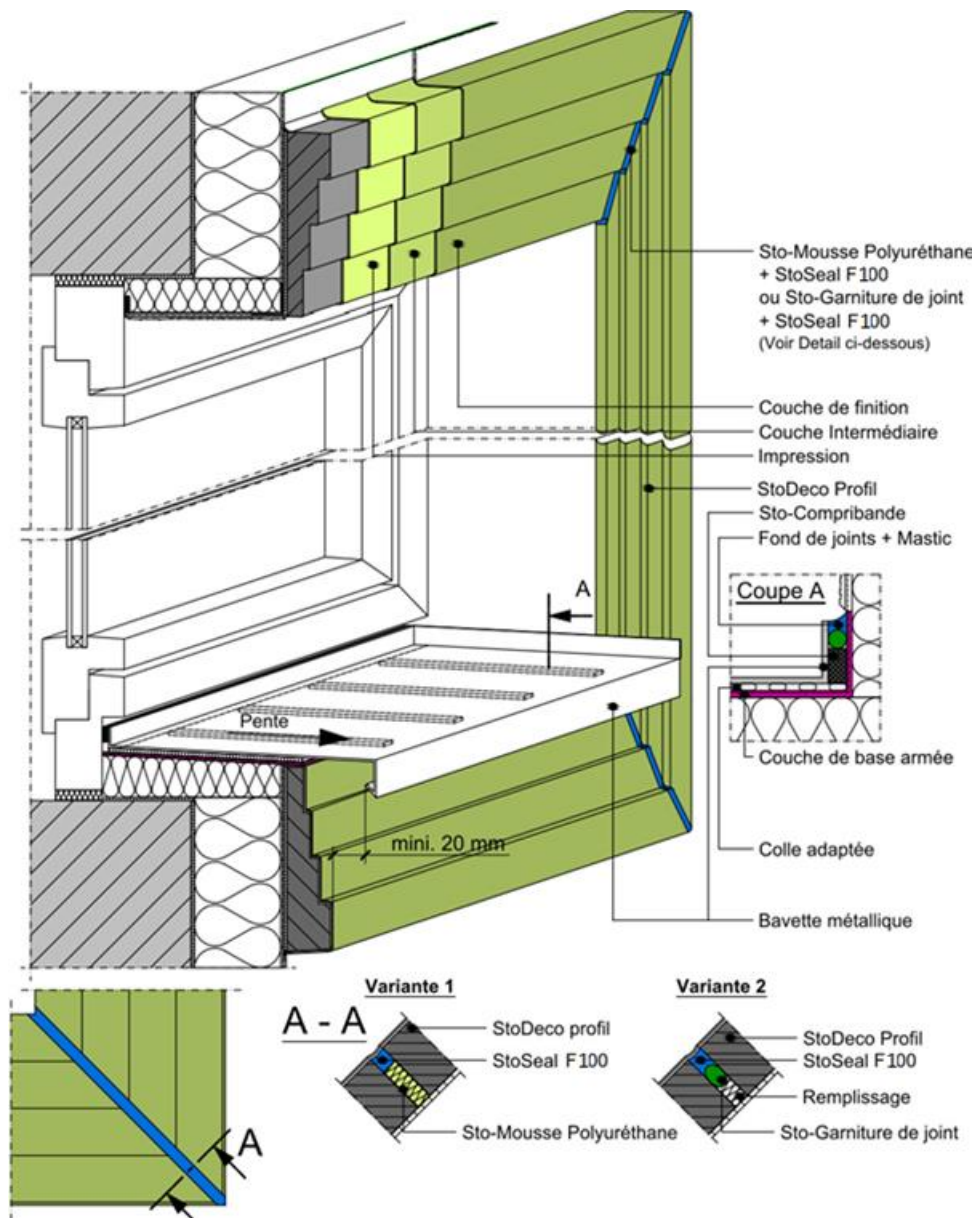 Sto-Mousse Polyuréthane
+ StoSeal F100
ou Sto-Garniture de joint
+ StoSeal F100
(Voir Detail ci-dessous)
Couche de finition
Couche Intermédiaire
Impression
StoDeco Profil
Sto-Compribande
Fond de joints + Mastic
A
Coupe A
Pente
Couche de base armée
mini. 20 mm
Colle adaptée
Bavette métallique
Variante 1
Variante 2
A - A
StoDeco profil
StoSeal F100
Sto-Mousse Polyuréthane
StoDeco Profil
StoSeal F100
Remplissage
Sto-Garniture de joint
A